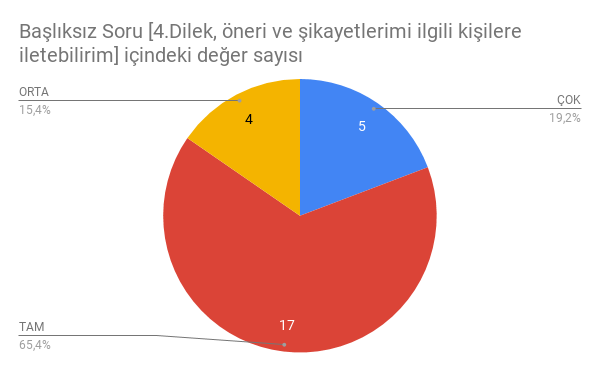 Başlıksız Soru [4.Dilek, öneri ve şikayetlerimi ilgili kişilere
iletebilirim] içindeki değer sayısı
ORTA
15,4%
ÇOK
19,2%
4
5
17
TAM
65,4%